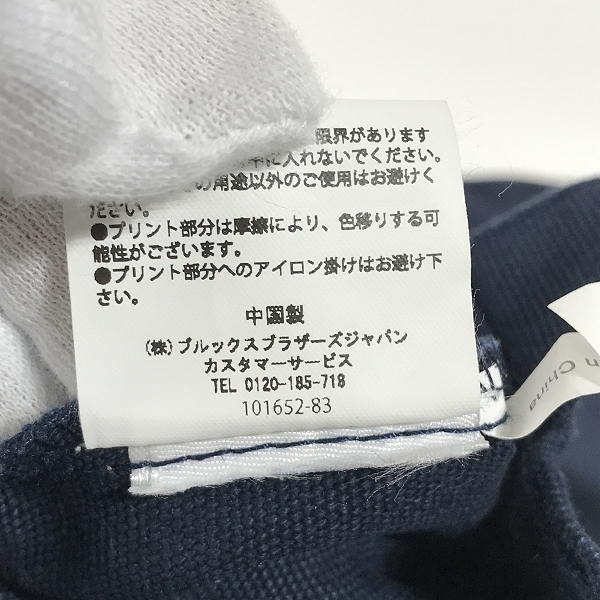 限界があります
中に入れないでください。
の用途以外のご使用はお避けく
ださい。
●プリント部分は摩擦により、色移りする可
能性がございます。
●プリント部分へのアイロン掛けはお避け下
さい。
中国製
(株)ブルックスブラザーズジャパン
カスタマーサービス
TEL 0120-185-718
101652-83
China